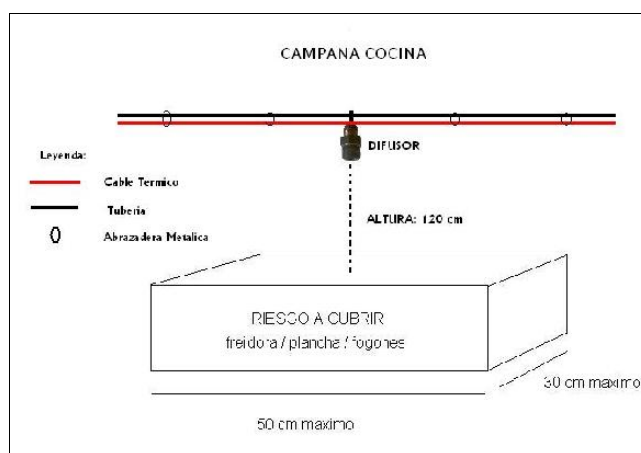 CAMPANA COCINA
DIFUSOR
Leyenda:
Cable Termico
Tuberia
Abrazadera Metalica
ALTURA: 120 cm
RIESGO A CUBRIR
freidora / plancha / fogones
30 cm maximo
50 cm maximo